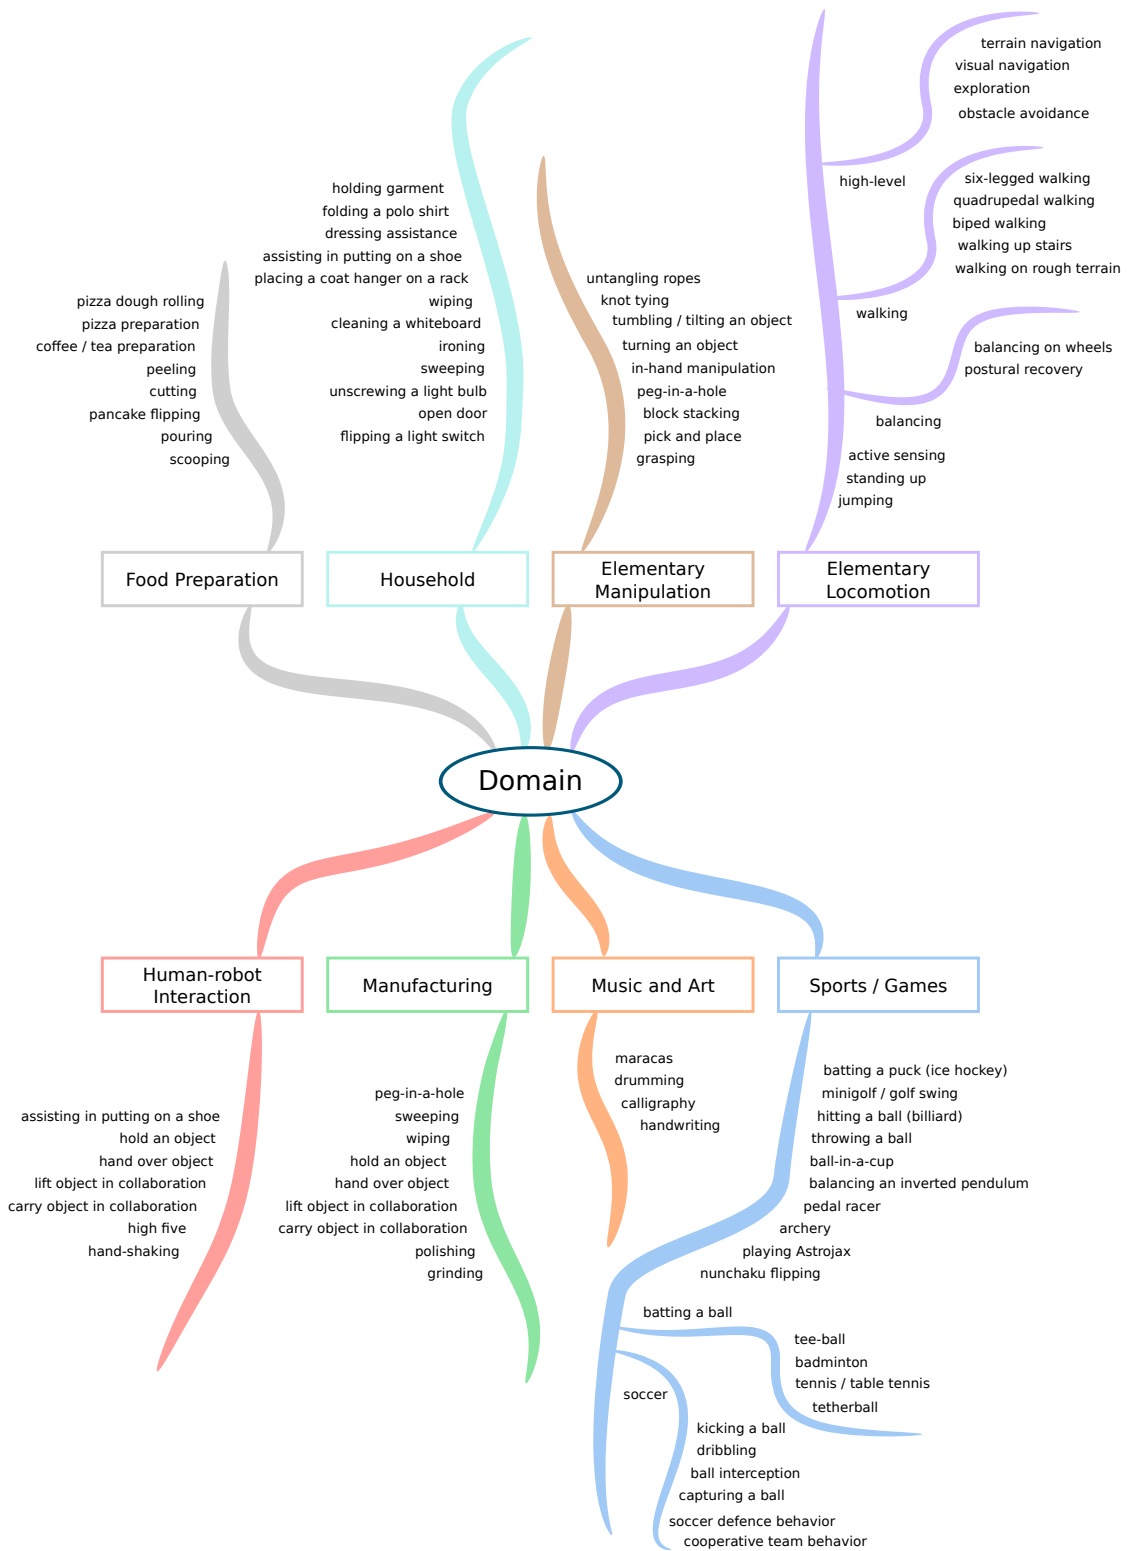 terrain navigation
visual navigation
exploration
obstacle avoidance
high-level
six-legged walking
quadrupedal walking
biped walking
walking up stairs
walking on rough terrain
walking
balancing on wheels
postural recovery
balancing
active sensing
standing up
jumping
holding garment
folding a polo shirt
dressing assistance
assisting in putting on a shoe
placing a coat hanger on a rack
wiping
cleaning a whiteboard
ironing
sweeping
unscrewing a light bulb
open door
flipping a light switch
untangling ropes
knot tying
tumbling / tilting an object
turning an object
in-hand manipulation
peg-in-a-hole
block stacking
pick and place
grasping
pizza dough rolling
pizza preparation
coffee / tea preparation
peeling
cutting
pancake flipping
pouring
scooping
Food Preparation
Household
Elementary
Manipulation
Elementary
Locomotion
Domain
Human-robot
Interaction
Manufacturing
Music and Art
Sports / Games
assisting in putting on a shoe
hold an object
hand over object
lift object in collaboration
carry object in collaboration
high five
hand-shaking
peg-in-a-hole
sweeping
wiping
hold an object
hand over object
lift object in collaboration
carry object in collaboration
polishing
grinding
maracas
drumming
calligraphy
handwriting
batting a puck (ice hockey)
minigolf / golf swing
hitting a ball (billiard)
throwing a ball
ball-in-a-cup
balancing an inverted pendulum
pedal racer
archery
playing Astrojax
nunchaku flipping
batting a ball
tee-ball
badminton
tennis / table tennis
tetherball
soccer
kicking a ball
dribbling
ball interception
capturing a ball
soccer defence behavior
cooperative team behavior